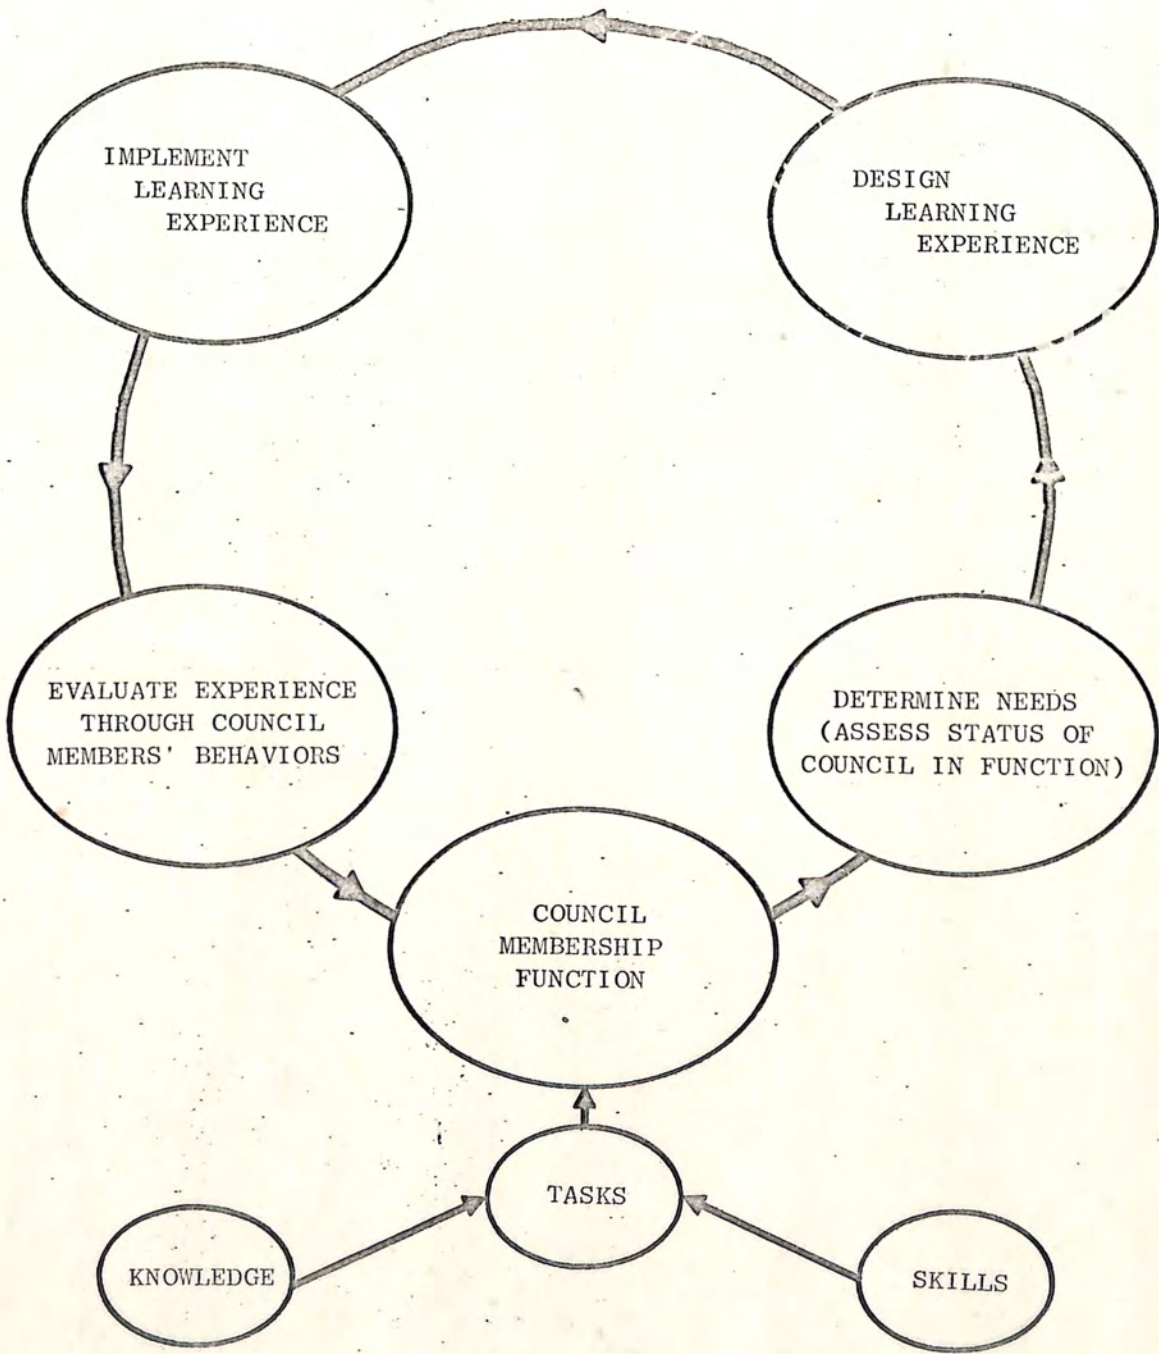 IMPLEMENT
LEARNING
EXPERIENCE
DESIGN
LEARNING
EXPERIENCE
EVALUATE EXPERIENCE
THROUGH COUNCIL
MEMBERS' BEHAVIORS
DETERMINE NEEDS
(ASSESS STATUS OF
COUNCIL IN FUNCTION)
COUNCIL
MEMBERSHIP
FUNCTION
TASKS
KNOWLEDGE
SKILLS